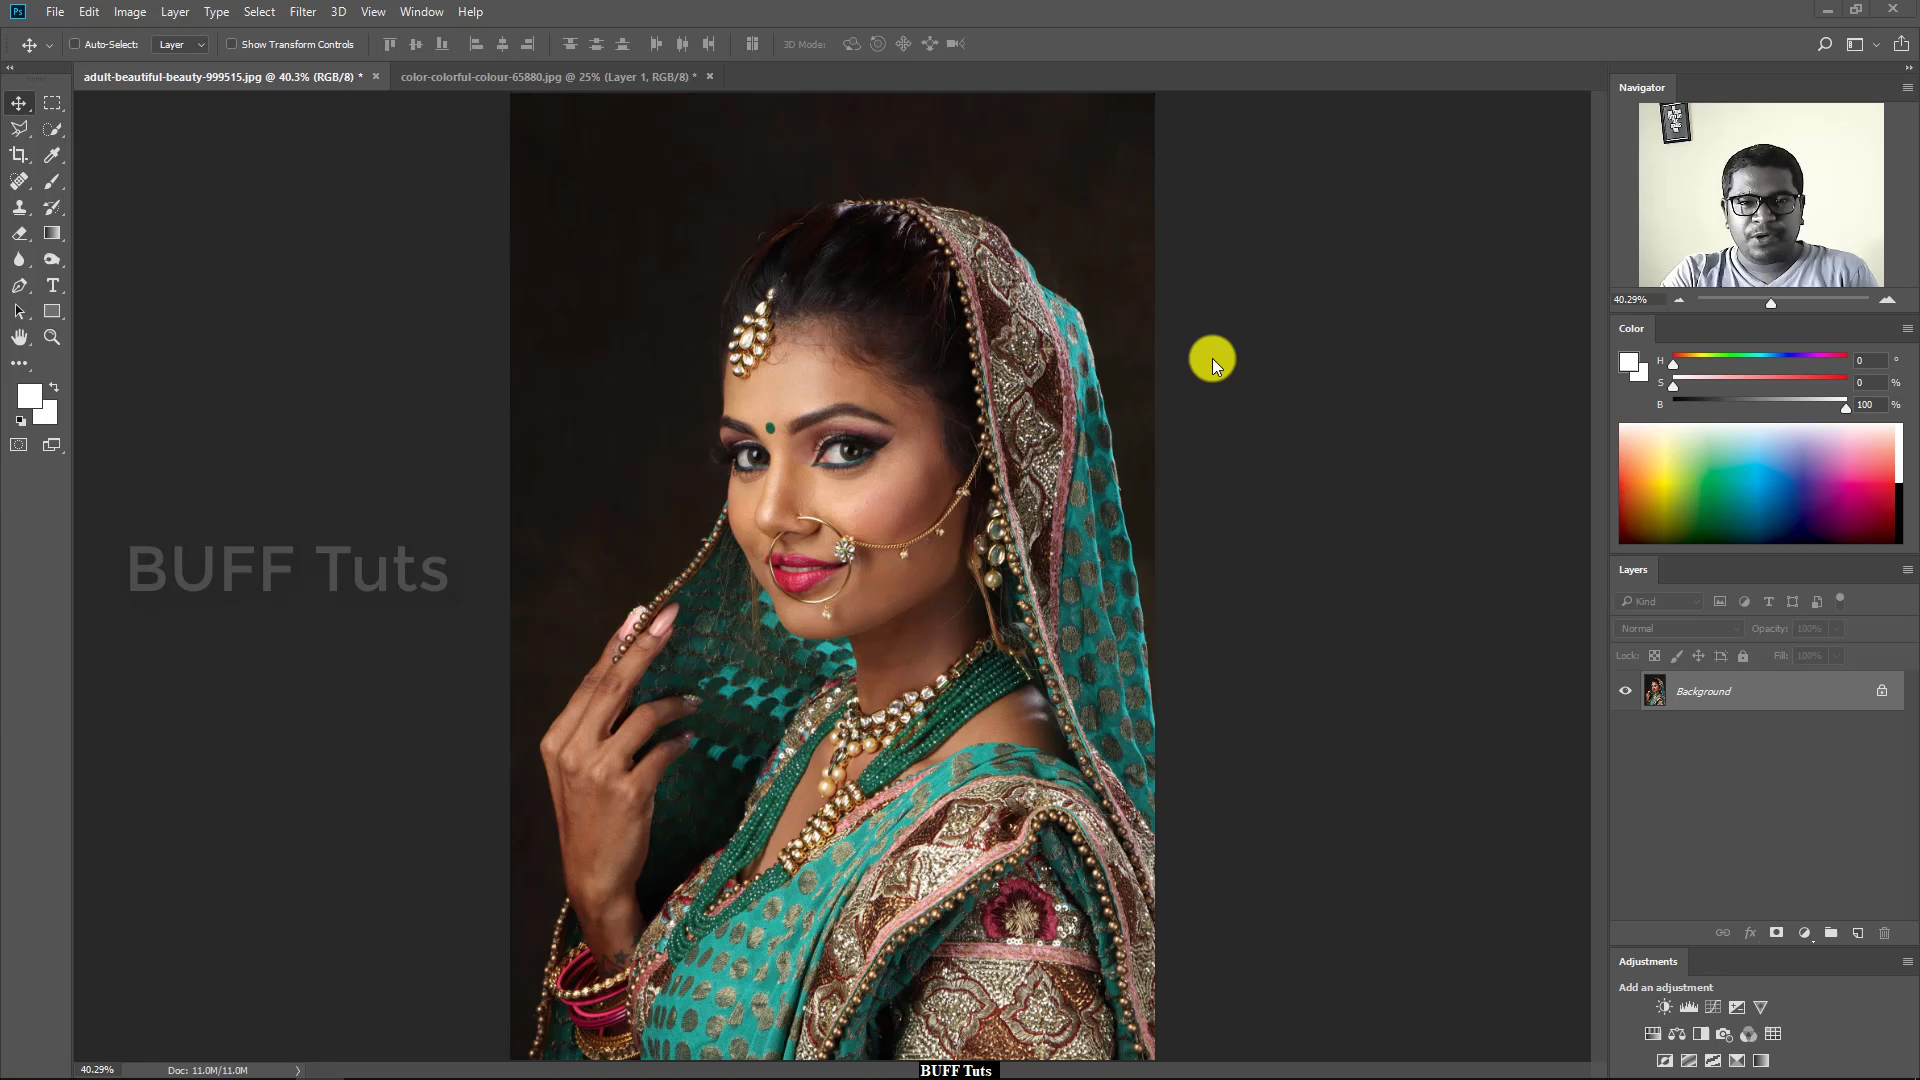 Ps File Edit Image Layer Type Select Filter 3D View Window Help
Auto-Select: Layer Show Transform Controls 3D Mode:
adult-beautiful-beauty-999515.jpg @ 40.3% (RGB/8) * × color-colorful-colour-65880.jpg @ 25% (Layer 1, RGB/8) * ×
Navigator
40.29%
Color
H 0 °
S 0 %
B 100 %
BUFF Tuts
Layers
Kind
Normal Opacity: 100%
Lock: Fill: 100%
Background
Adjustments
Add an adjustment
40.29% Doc: 11.0M/11.0M
BUFF Tuts